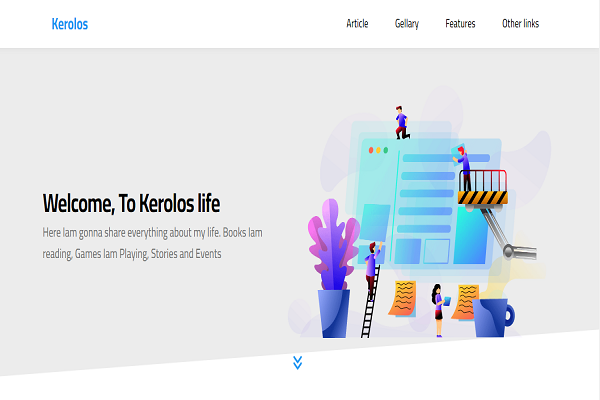 Kerolos
Article Gellary Features Other links
Welcome, To Kerolos life
Here Iam gonna share everything about my life. Books Iam
reading, Games Iam Playing, Stories and Events